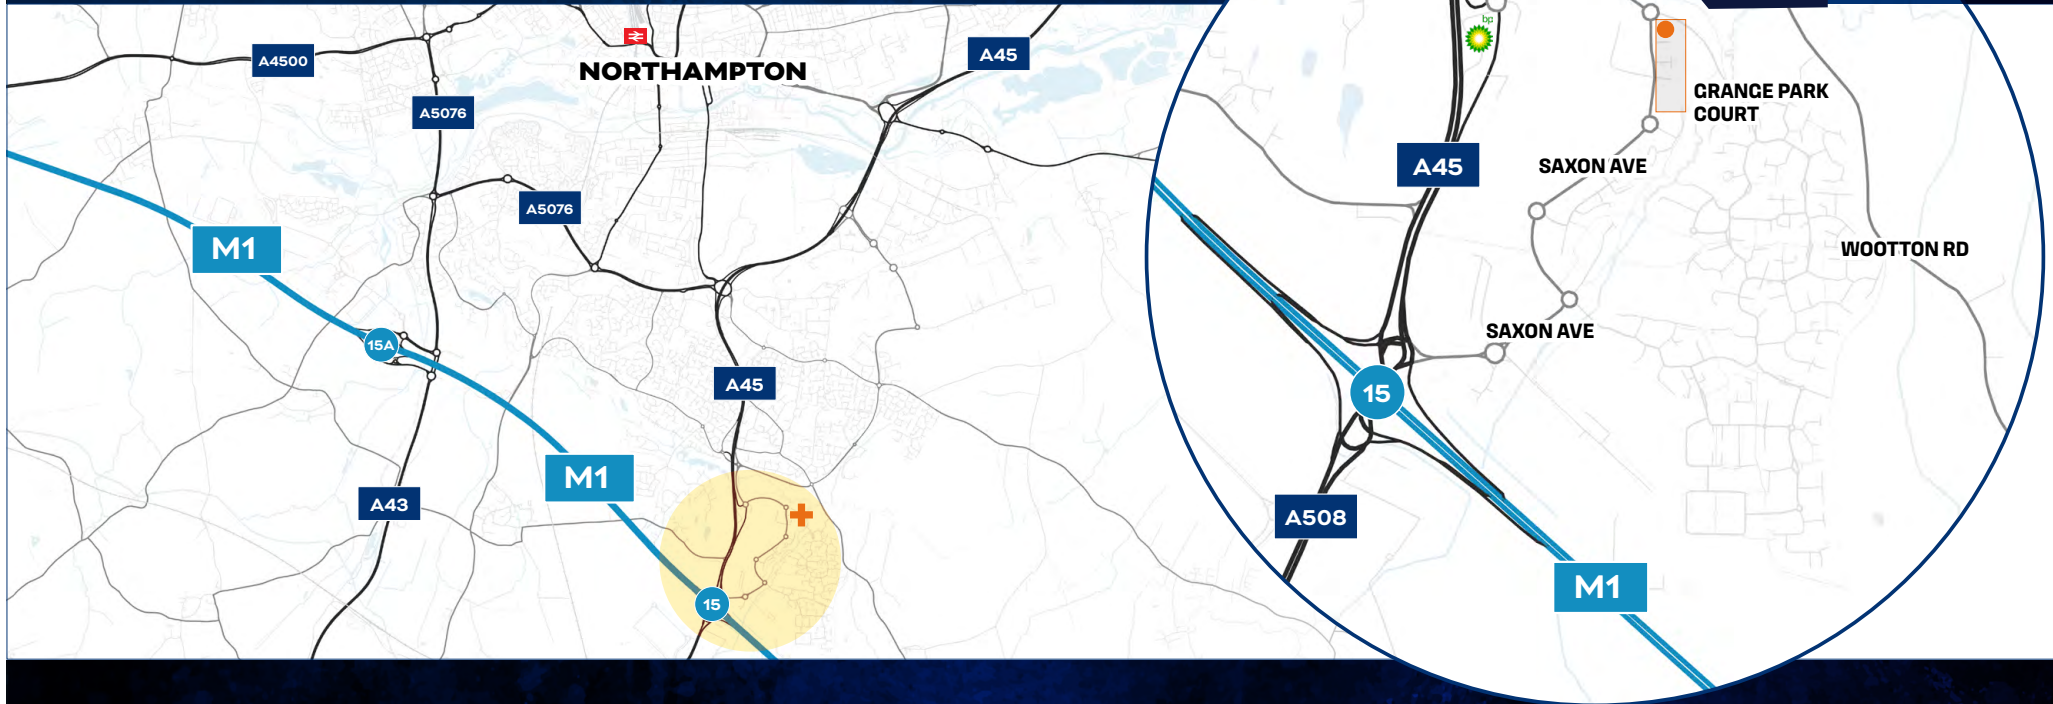 A4500
A5076
NORTHAMPTON
A45
A5076
M1
15A
A45
A43
M1
15
bp
GRANGE PARK
COURT
A45
SAXON AVE
WOOTTON RD
SAXON AVE
15
A508
M1